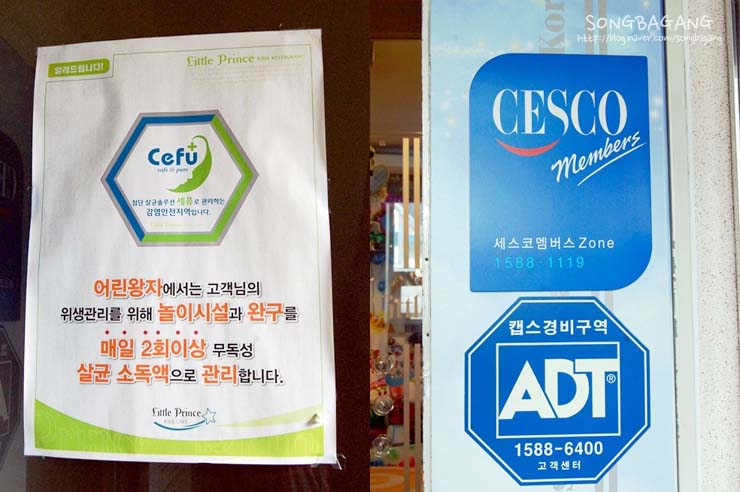 알려드립니다!
Little Prince KIDS RESTAURANT
Cefu+
safe & pure
첨단 살균솔루션 세퓨로 관리하는
감염안전지역입니다.
어린왕자에서는 고객님의
위생관리를 위해 놀이시설과 완구를
매일 2회이상 무독성
살균 소독액으로 관리합니다.
Little Prince
KIDS CAFE
SONGBAGANG
http://blog.naver.com/songbagang
Kor
CESCO
Members
세스코멤버스Zone
1588-1119
캡스경비구역
ADT®
1588-6400
고객센터